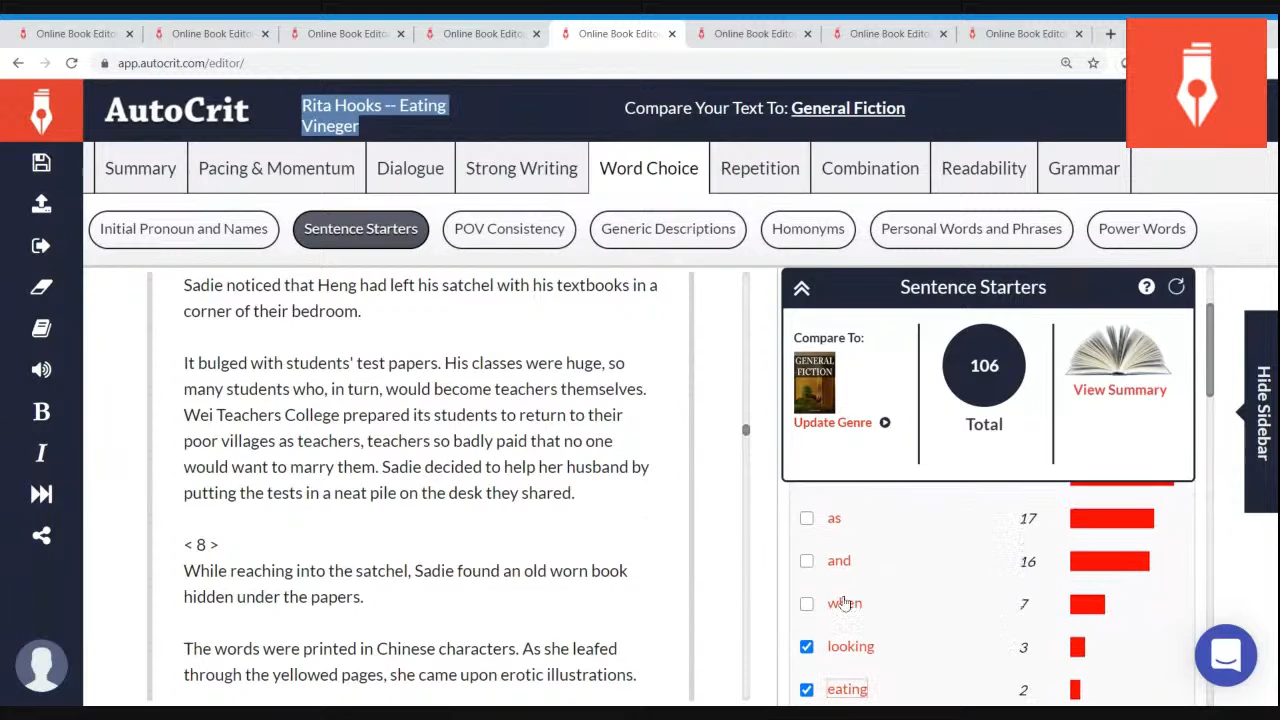 Online Book Edito
Online Book Edito
Online Book Edito
Online Book Edito
Online Book Edito
Online Book Edito
Online Book Edito
Online Book Edito
app.autocrit.com/editor/
AutoCrit
Rita Hooks -- Eating
Vineger
Compare Your Text To: General Fiction
Summary
Pacing & Momentum
Dialogue
Strong Writing
Word Choice
Repetition
Combination
Readability
Grammar
Initial Pronoun and Names
Sentence Starters
POV Consistency
Generic Descriptions
Homonyms
Personal Words and Phrases
Power Words
Sadie noticed that Heng had left his satchel with his textbooks in a
corner of their bedroom.
It bulged with students' test papers. His classes were huge, so
many students who, in turn, would become teachers themselves.
Wei Teachers College prepared its students to return to their
poor villages as teachers, teachers so badly paid that no one
would want to marry them. Sadie decided to help her husband by
putting the tests in a neat pile on the desk they shared.
< 8 >
While reaching into the satchel, Sadie found an old worn book
hidden under the papers.
The words were printed in Chinese characters. As she leafed
through the yellowed pages, she came upon erotic illustrations.
Sentence Starters
Compare To:
GENERAL
FICTION
Update Genre
106
Total
View Summary
as 17
and 16
when 7
looking 3
eating 2
Hide Sidebar
B
I